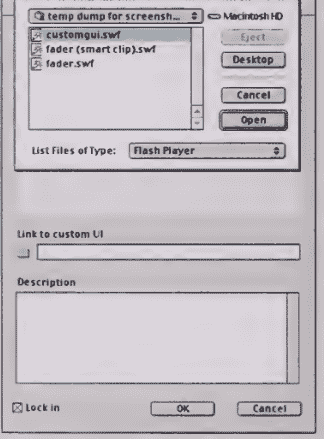 temp dump for screensh...
Macintosh HD
customgui.swf
fader (smart clip).swf
fader.swf
Eject
Desktop
Cancel
Open
List Files of Type:
Flash Player
Link to custom UI
Description
Lock in
OK
Cancel